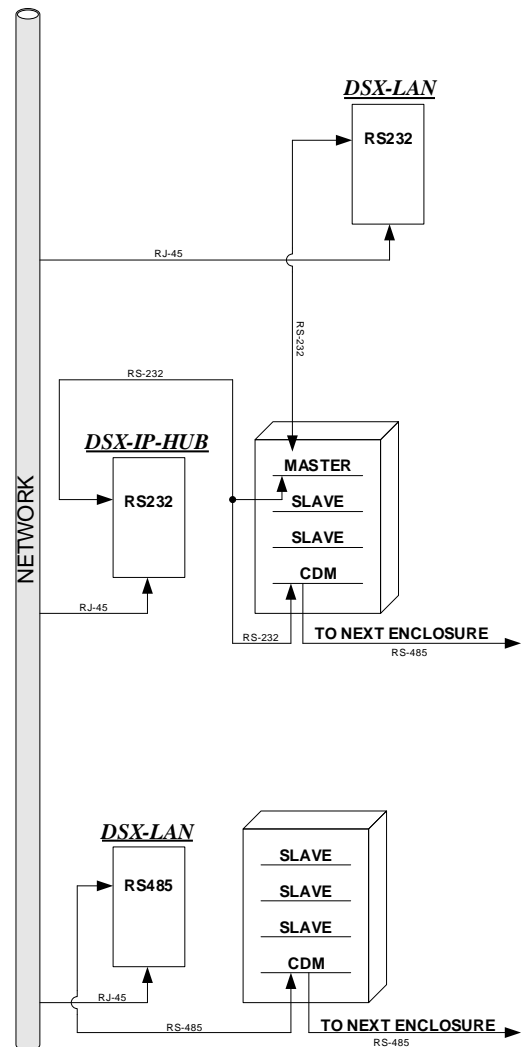 DSX-LAN
RS232
RJ-45
RS-232
RS-232
DSX-IP-HUB
RS232
MASTER
SLAVE
SLAVE
CDM
NETWORK
RJ-45
RS-232
TO NEXT ENCLOSURE
RS-485
DSX-LAN
RS485
SLAVE
SLAVE
SLAVE
CDM
RJ-45
RS-485
TO NEXT ENCLOSURE
RS-485